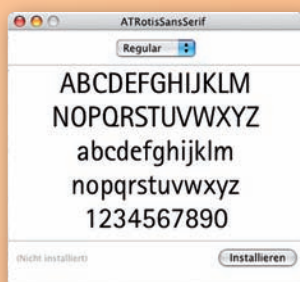 ATRotisSansSerif
Regular
ABCDEFGHIJKLM
NOPQRSTUVWXYZ
abcdefghijklm
nopqrstuvwxyz
1234567890
(Nicht installiert)
Installieren